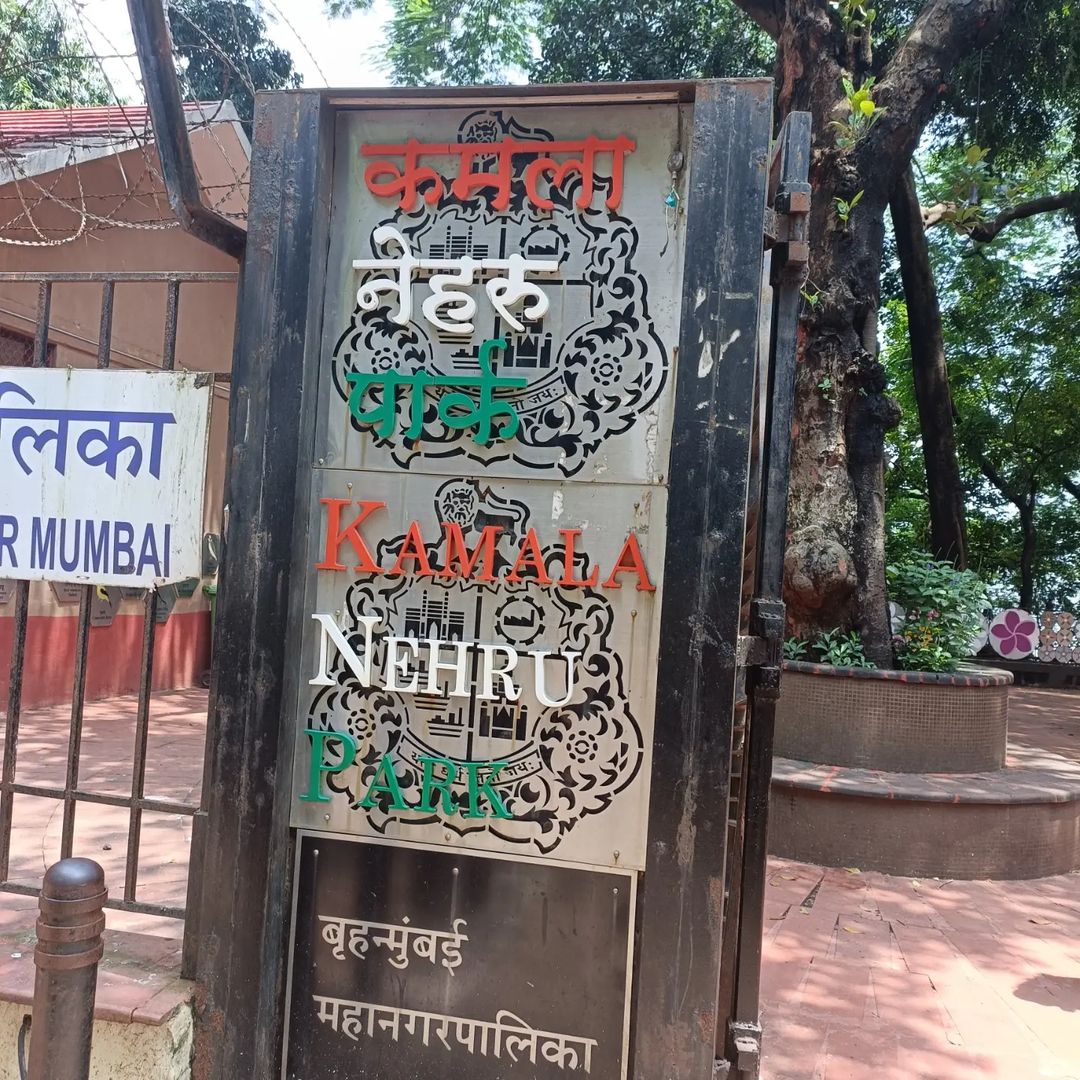 कमला
नेहरु
पार्क
KAMALA
NEHRU
PARK
बृहन्मुंबई
महानगरपालिका
लिका
R MUMBAI